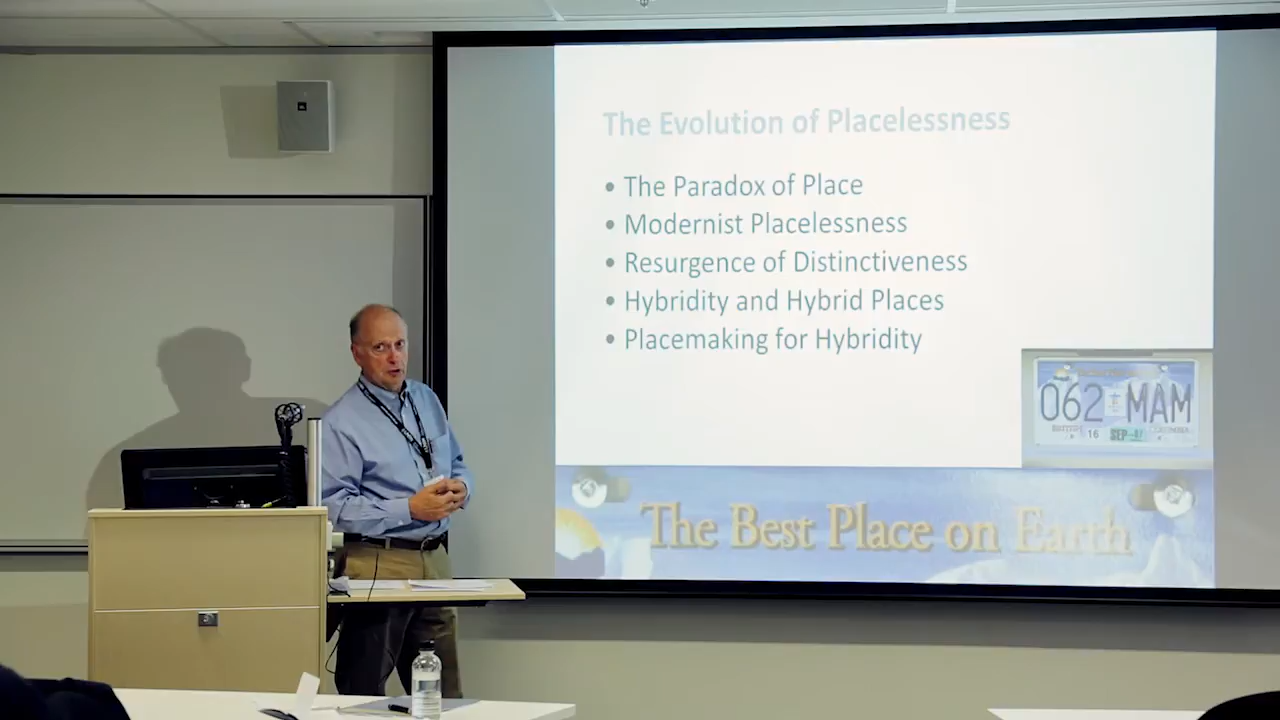 The Evolution of Placelessness
• The Paradox of Place
• Modernist Placelessness
• Resurgence of Distinctiveness
• Hybridity and Hybrid Places
• Placemaking for Hybridity
062 MAM
16 SEP
The Best Place on Earth